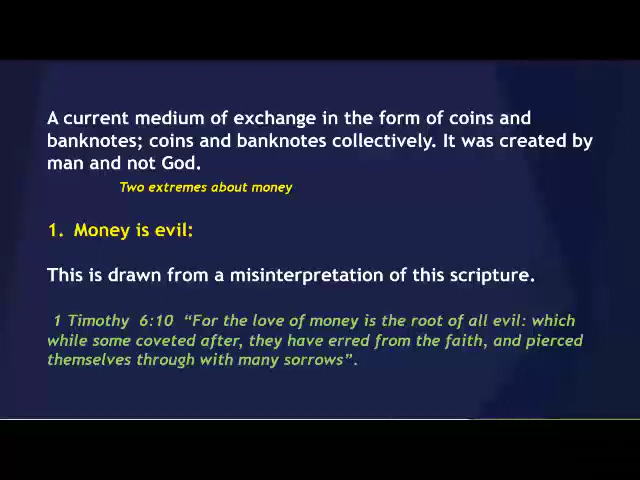 A current medium of exchange in the form of coins and
banknotes; coins and banknotes collectively. It was created by
man and not God.
Two extremes about money
1. Money is evil:
This is drawn from a misinterpretation of this scripture.
1 Timothy 6:10 “For the love of money is the root of all evil: which
while some coveted after, they have erred from the faith, and pierced
themselves through with many sorrows”.